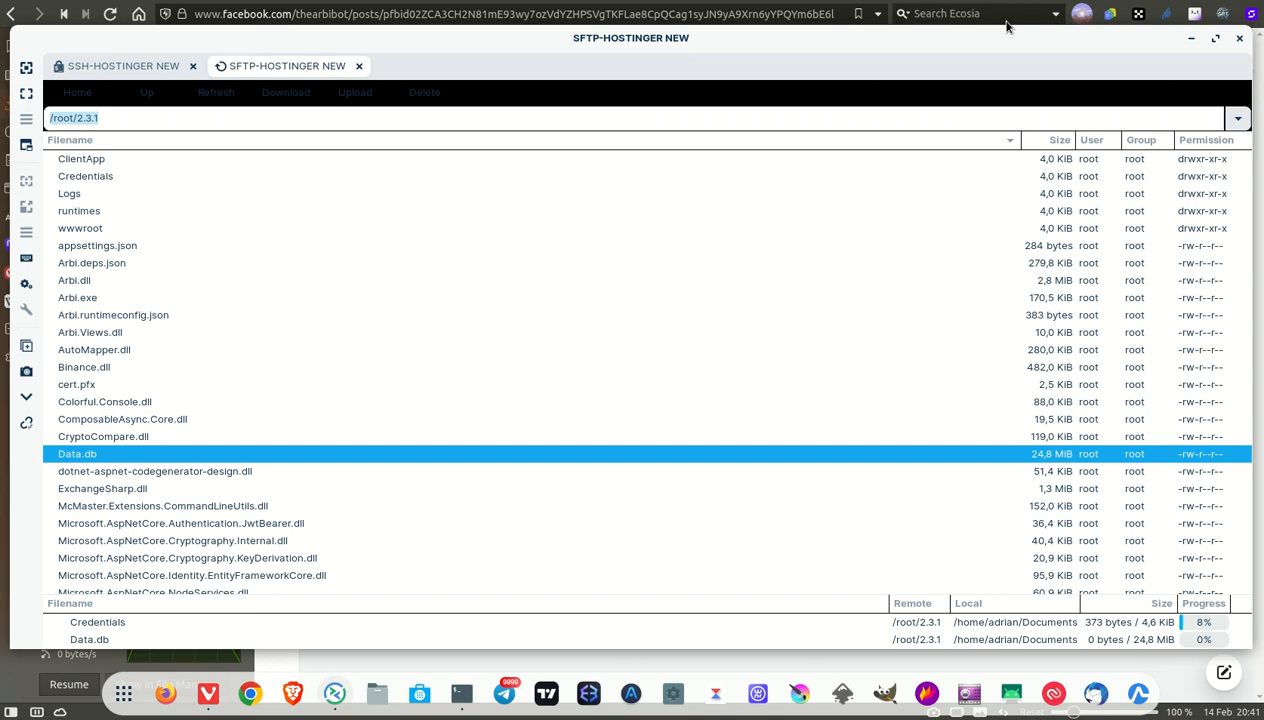 www.facebook.com/thearbibot/posts/pfbid02ZCA3CH2N81mE93wy7ozVdYZHPSVgTKFLae8CpQCag1syJN9yA9Xrn6yYPQYm6bE6l
Search Ecosia
SFTP-HOSTINGER NEW
SSH-HOSTINGER NEW
SFTP-HOSTINGER NEW
Home Up Refresh Download Upload Delete
/root/2.3.1
Filename Size User Group Permission
ClientApp 4,0 KiB root root drwxr-xr-x
Credentials 4,0 KiB root root drwxr-xr-x
Logs 4,0 KiB root root drwxr-xr-x
runtimes 4,0 KiB root root drwxr-xr-x
wwwroot 4,0 KiB root root drwxr-xr-x
appsettings.json 284 bytes root root -rw-r--r--
Arbi.deps.json 279,8 KiB root root -rw-r--r--
Arbi.dll 2,8 MiB root root -rw-r--r--
Arbi.exe 170,5 KiB root root -rw-r--r--
Arbi.runtimeconfig.json 383 bytes root root -rw-r--r--
Arbi.Views.dll 10,0 KiB root root -rw-r--r--
AutoMapper.dll 280,0 KiB root root -rw-r--r--
Binance.dll 482,0 KiB root root -rw-r--r--
cert.pfx 2,5 KiB root root -rw-r--r--
Colorful.Console.dll 88,0 KiB root root -rw-r--r--
ComposableAsync.Core.dll 19,5 KiB root root -rw-r--r--
CryptoCompare.dll 119,0 KiB root root -rw-r--r--
Data.db 24,8 MiB root root -rw-r--r--
dotnet-aspnet-codegenerator-design.dll 51,4 KiB root root -rw-r--r--
ExchangeSharp.dll 1,3 MiB root root -rw-r--r--
McMaster.Extensions.CommandLineUtils.dll 152,0 KiB root root -rw-r--r--
Microsoft.AspNetCore.Authentication.JwtBearer.dll 36,4 KiB root root -rw-r--r--
Microsoft.AspNetCore.Cryptography.Internal.dll 40,4 KiB root root -rw-r--r--
Microsoft.AspNetCore.Cryptography.KeyDerivation.dll 20,9 KiB root root -rw-r--r--
Microsoft.AspNetCore.Identity.EntityFrameworkCore.dll 95,9 KiB root root -rw-r--r--
Microsoft.AspNetCore.NodeServices.dll 60,9 KiB root root -rw-r--r--
Filename Remote Local Size Progress
Credentials /root/2.3.1 /home/adrian/Documents 373 bytes / 4,6 KiB 8%
Data.db /root/2.3.1 /home/adrian/Documents 0 bytes / 24,8 MiB 0%
0 bytes/s
Resume Show in File Man
9999
Reset 100 % 14 Feb 20:41